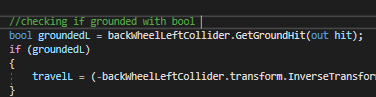 //checking if grounded with bool
bool groundedL = backWheelLeftCollider.GetGroundHit(out hit);
if (groundedL)
{
travelL = (-backWheelLeftCollider.transform.InverseTransfor
}